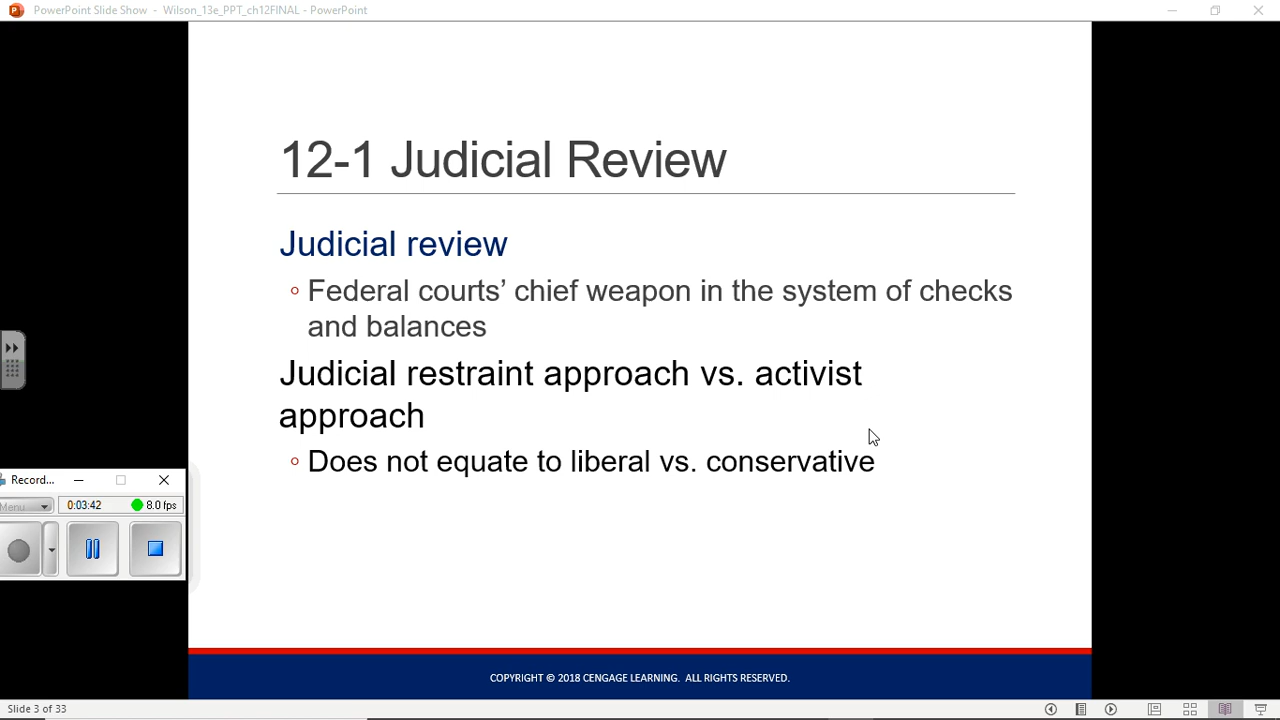 PowerPoint Slide Show - Wilson_13e_PPT_ch12FINAL - PowerPoint
12-1 Judicial Review
Judicial review
Federal courts’ chief weapon in the system of checks
and balances
Judicial restraint approach vs. activist
approach
Does not equate to liberal vs. conservative
Record...
Menu
0:03:42
8.0 fps
COPYRIGHT © 2018 CENGAGE LEARNING. ALL RIGHTS RESERVED.
Slide 3 of 33